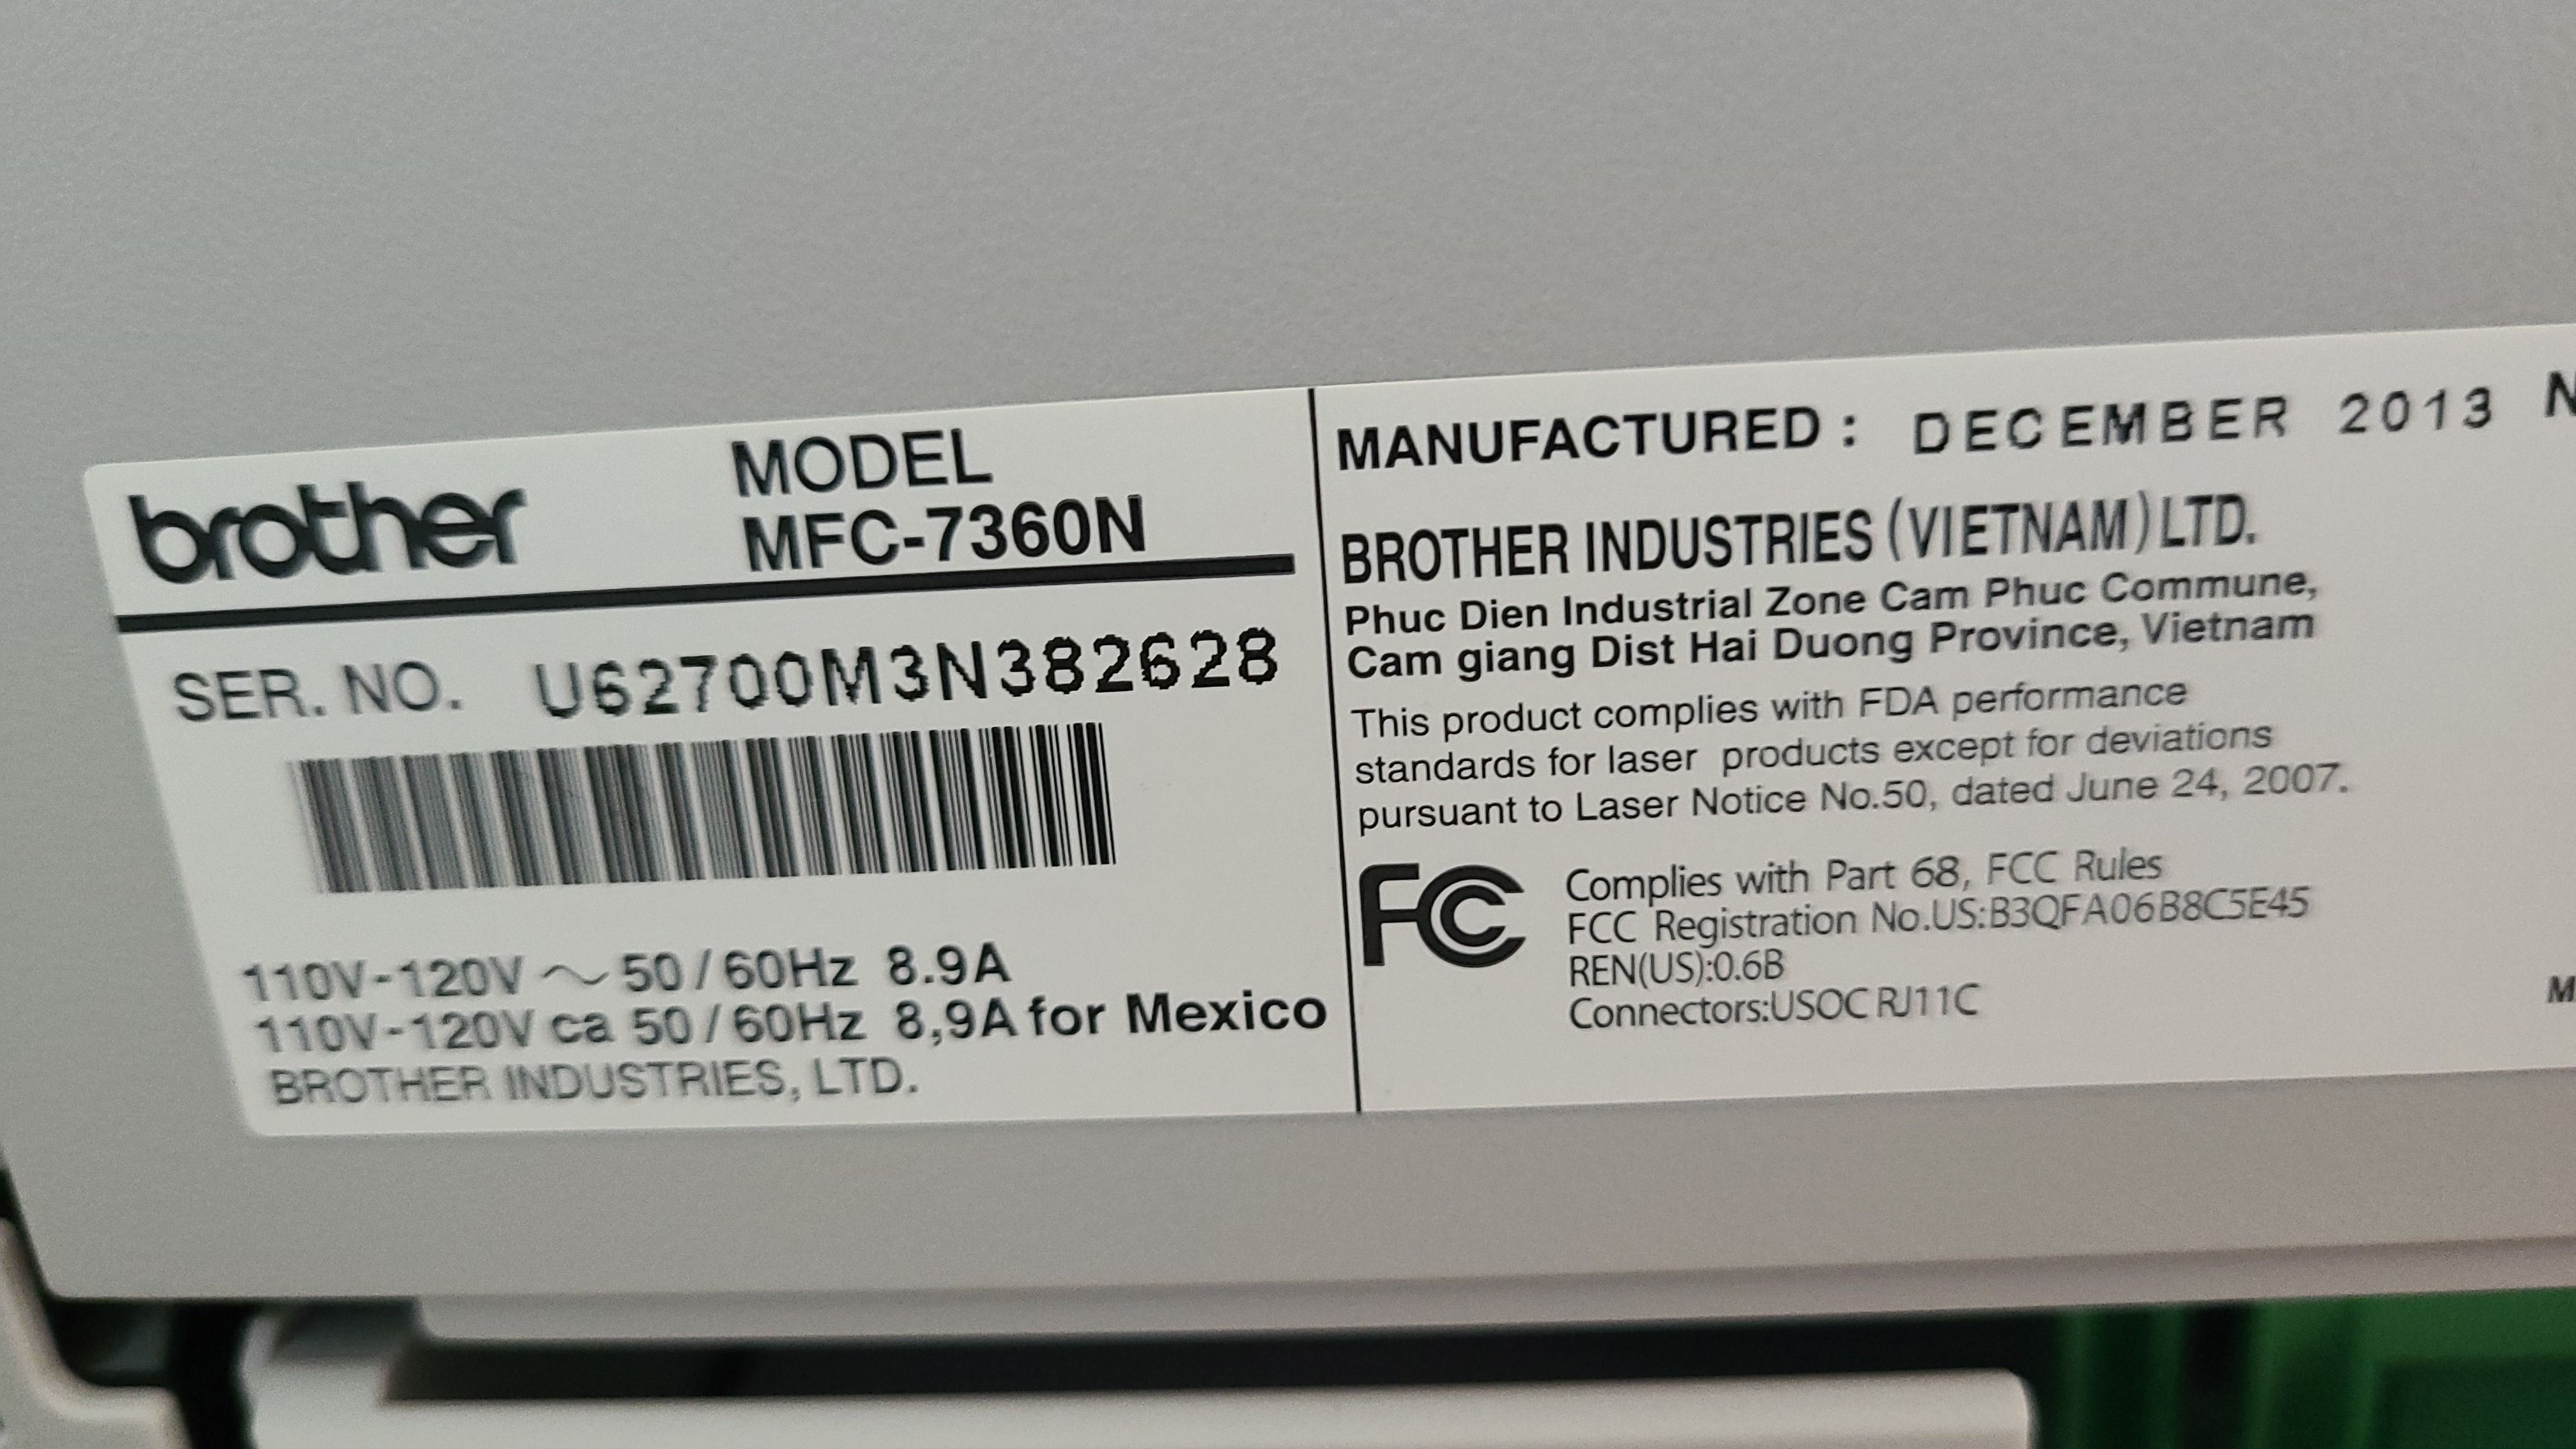 brother
MODEL
MFC-7360N
SER. NO. U62700M3N382628
110V-120V ~ 50/60Hz 8.9A
110V-120V ca 50/60Hz 8,9A for Mexico
BROTHER INDUSTRIES, LTD.
MANUFACTURED : DECEMBER 2013
BROTHER INDUSTRIES (VIETNAM) LTD.
Phuc Dien Industrial Zone Cam Phuc Commune,
Cam giang Dist Hai Duong Province, Vietnam
This product complies with FDA performance
standards for laser products except for deviations
pursuant to Laser Notice No.50, dated June 24, 2007.
FC
Complies with Part 68, FCC Rules
FCC Registration No.US:B3QFA06B8C5E45
REN(US):0.6B
Connectors:USOC RJ11C